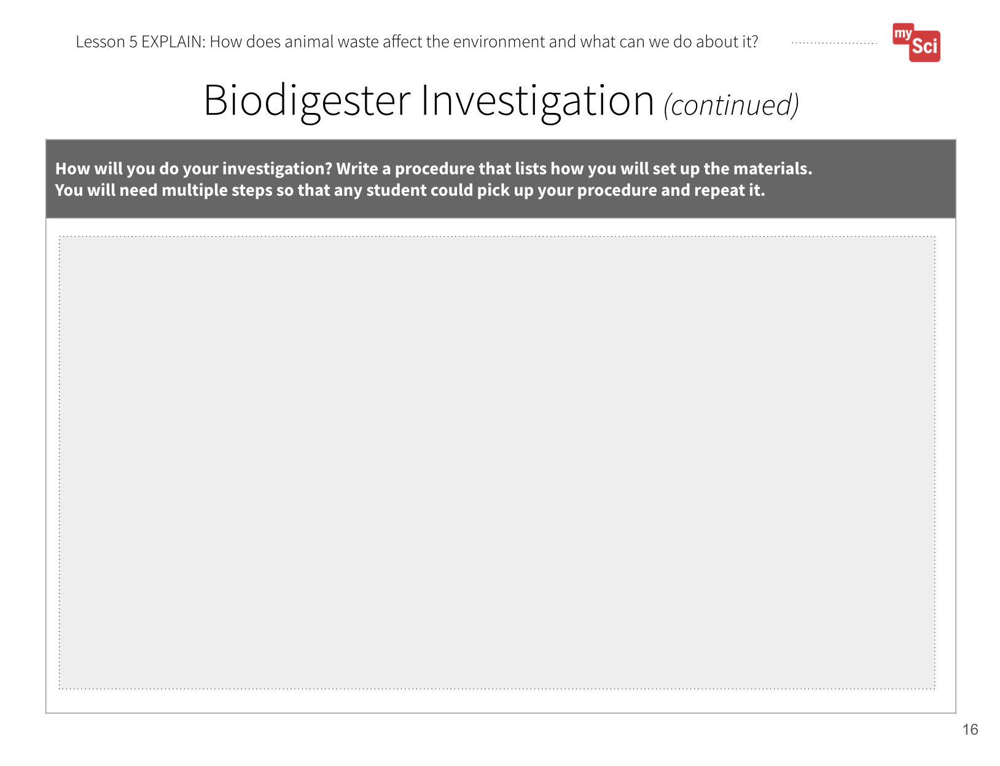 Lesson 5 EXPLAIN: How does animal waste affect the environment and what can we do about it?
my
Sci
Biodigester Investigation (continued)
How will you do your investigation? Write a procedure that lists how you will set up the materials.
You will need multiple steps so that any student could pick up your procedure and repeat it.
16